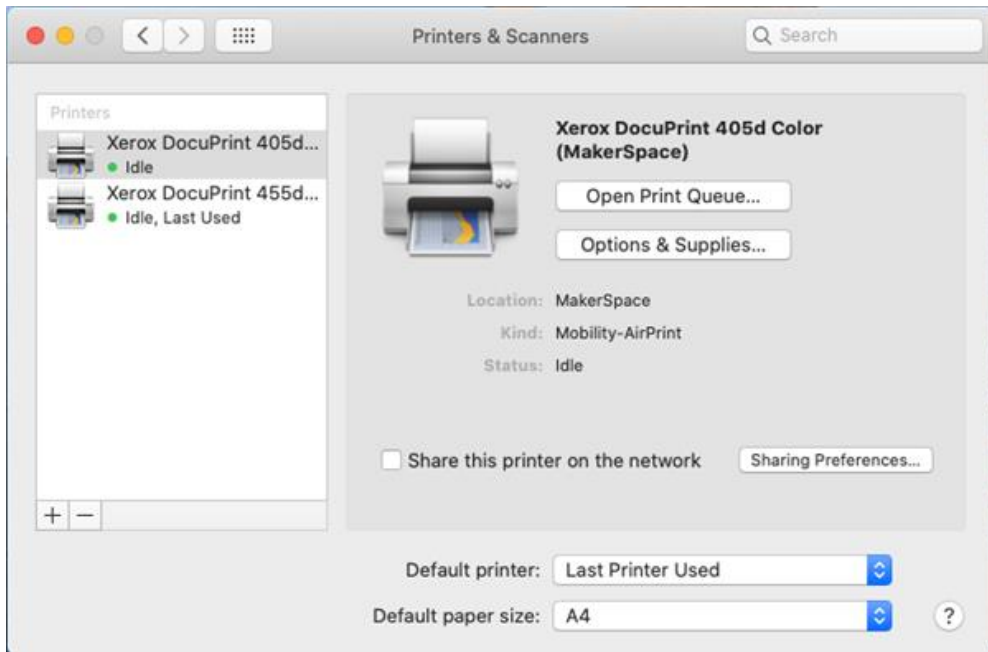 Printers & Scanners
Search
Printers
Xerox DocuPrint 405d...
Idle
Xerox DocuPrint 455d...
Idle, Last Used
Xerox DocuPrint 405d Color
(MakerSpace)
Open Print Queue...
Options & Supplies...
Location: MakerSpace
Kind: Mobility-AirPrint
Status: Idle
Share this printer on the network
Sharing Preferences...
+ −
Default printer: Last Printer Used
Default paper size: A4
?